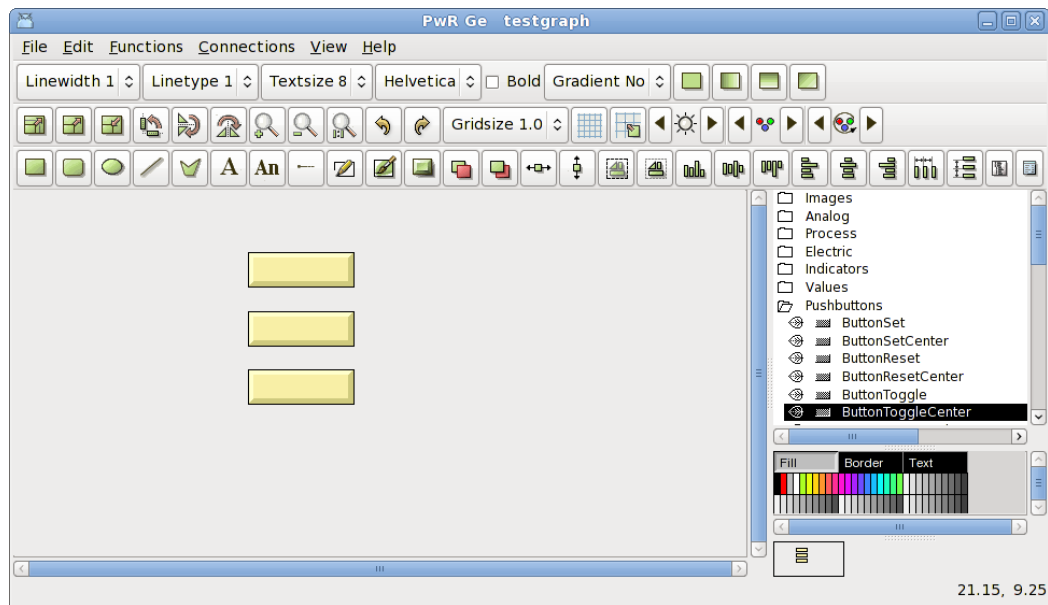 PwR Ge testgraph
File Edit Functions Connections View Help
Linewidth 1 Linetype 1 Textsize 8 Helvetica Bold Gradient No
Gridsize 1.0
A An
Images
Analog
Process
Electric
Indicators
Values
Pushbuttons
ButtonSet
ButtonSetCenter
ButtonReset
ButtonResetCenter
ButtonToggle
ButtonToggleCenter
Fill Border Text
21.15, 9.25